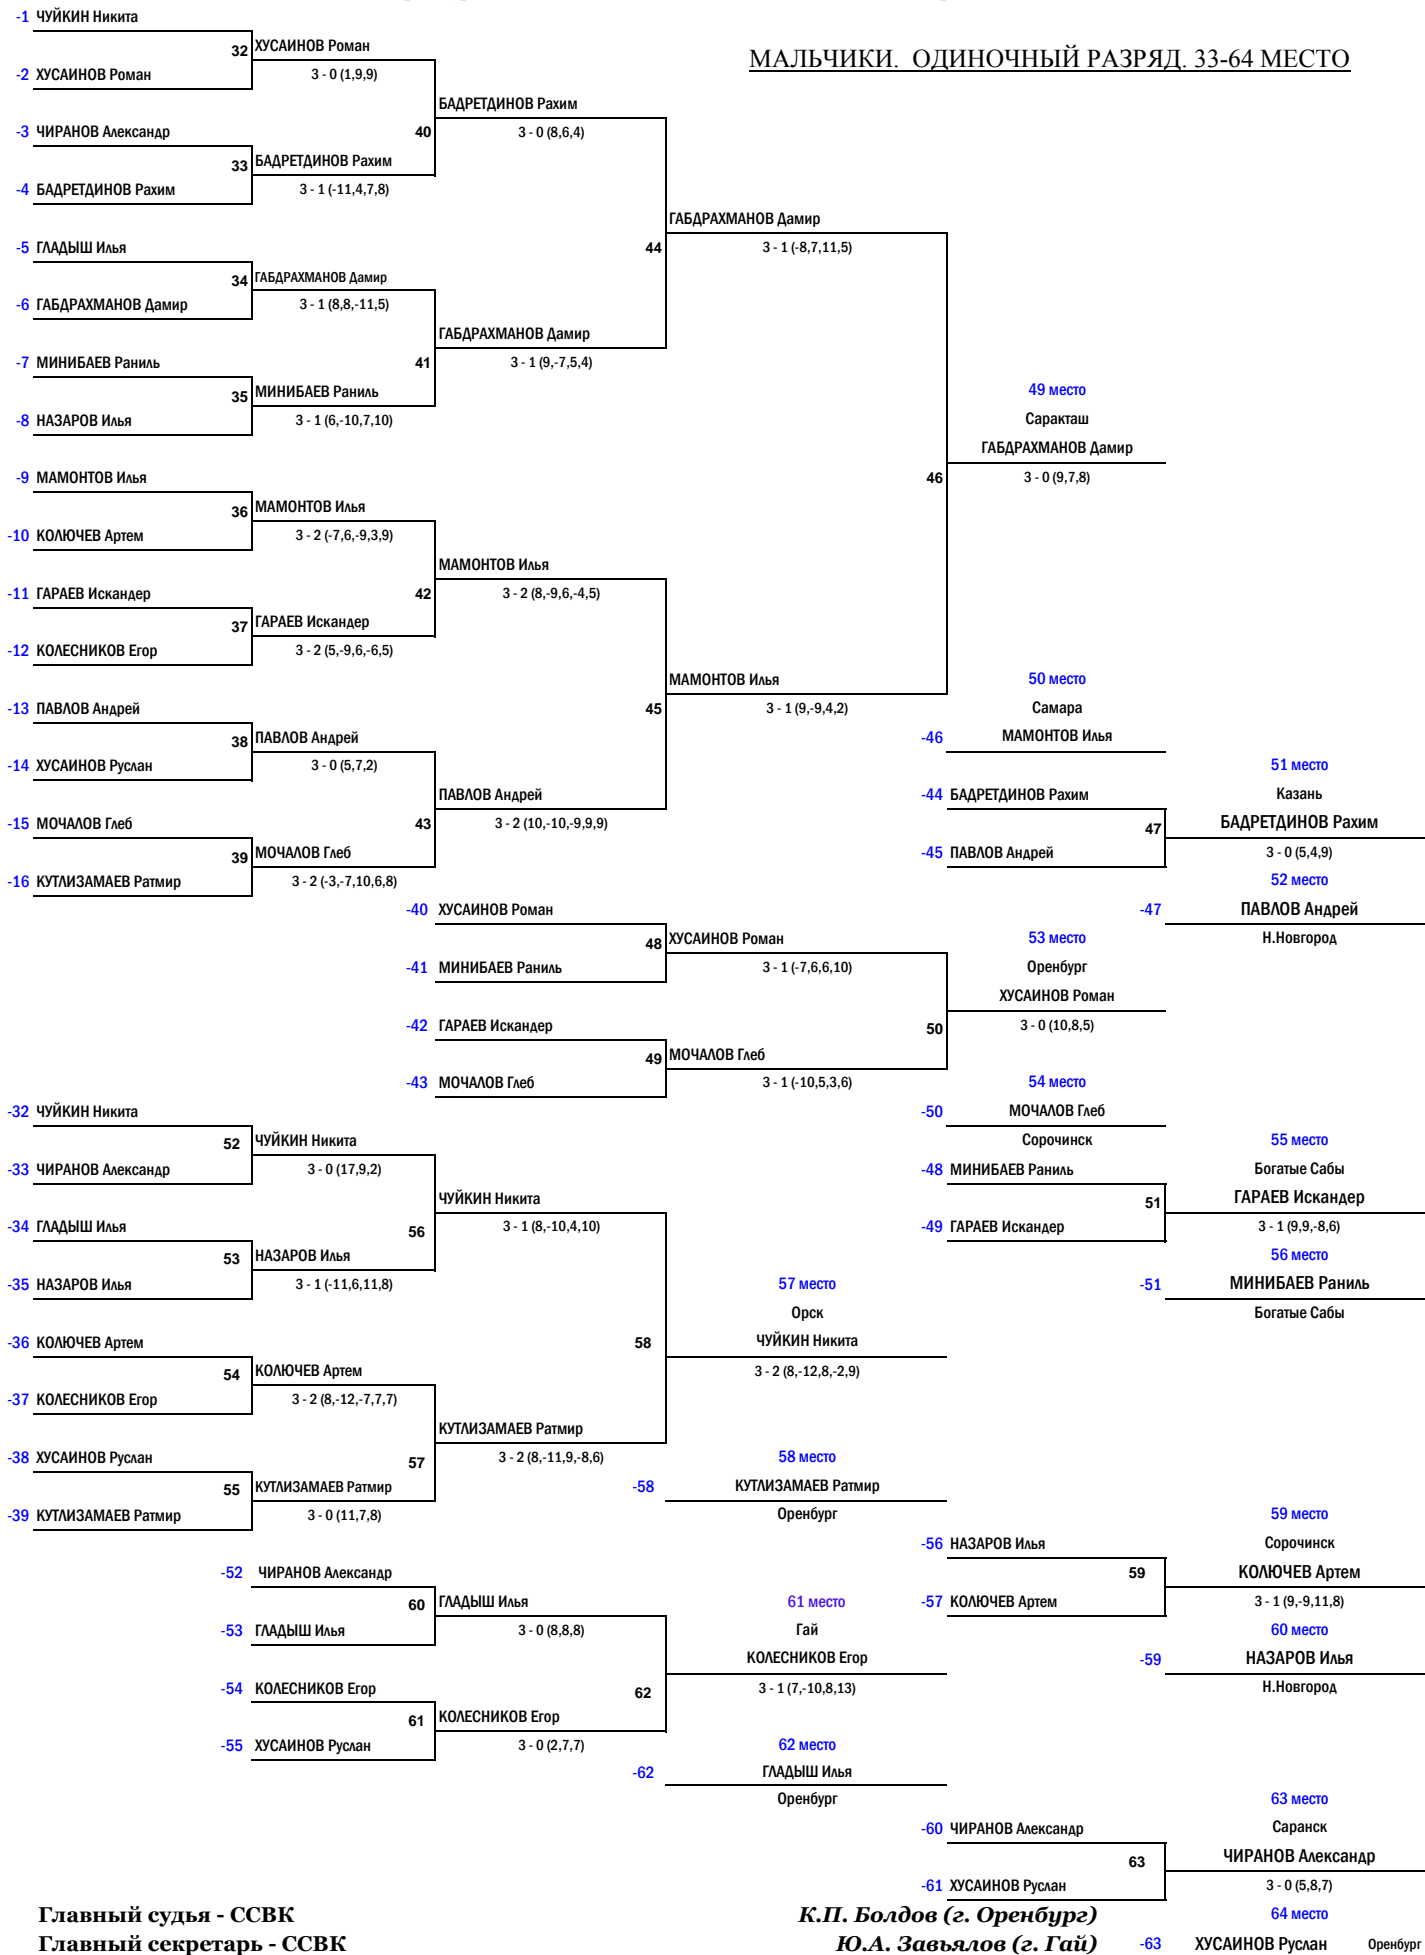 МАЛЬЧИКИ. ОДИНОЧНЫЙ РАЗРЯД. 33-64 МЕСТО
-1 ЧУЙКИН Никита
32 ХУСАИНОВ Роман
-2 ХУСАИНОВ Роман
3 - 0 (1,9,9)
БАДРЕТДИНОВ Рахим
-3 ЧИРАНОВ Александр
40
3 - 0 (8,6,4)
33 БАДРЕТДИНОВ Рахим
-4 БАДРЕТДИНОВ Рахим
3 - 1 (-11,4,7,8)
ГАБДРАХМАНОВ Дамир
-5 ГЛАДЫШ Илья
44
3 - 1 (-8,7,11,5)
34 ГАБДРАХМАНОВ Дамир
-6 ГАБДРАХМАНОВ Дамир
3 - 1 (8,8,-11,5)
ГАБДРАХМАНОВ Дамир
-7 МИНИБАЕВ Раниль
41
3 - 1 (9,-7,5,4)
35 МИНИБАЕВ Раниль
49 место
-8 НАЗАРОВ Илья
3 - 1 (6,-10,7,10)
Саракташ
ГАБДРАХМАНОВ Дамир
-9 МАМОНТОВ Илья
46
3 - 0 (9,7,8)
36 МАМОНТОВ Илья
-10 КОЛЮЧЕВ Артем
3 - 2 (-7,6,-9,3,9)
МАМОНТОВ Илья
-11 ГАРАЕВ Искандер
42
3 - 2 (8,-9,6,-4,5)
37 ГАРАЕВ Искандер
-12 КОЛЕСНИКОВ Егор
3 - 2 (5,-9,6,-6,5)
МАМОНТОВ Илья
50 место
-13 ПАВЛОВ Андрей
45
3 - 1 (9,-9,4,2)
Самара
38 ПАВЛОВ Андрей
-46 МАМОНТОВ Илья
-14 ХУСАИНОВ Руслан
3 - 0 (5,7,2)
51 место
ПАВЛОВ Андрей
-44 БАДРЕТДИНОВ Рахим
Казань
-15 МОЧАЛОВ Глеб
43
3 - 2 (10,-10,-9,9,9)
47 БАДРЕТДИНОВ Рахим
39 МОЧАЛОВ Глеб
-45 ПАВЛОВ Андрей
3 - 0 (5,4,9)
-16 КУТЛИЗАМАЕВ Ратмир
3 - 2 (-3,-7,10,6,8)
52 место
-40 ХУСАИНОВ Роман
-47 ПАВЛОВ Андрей
48 ХУСАИНОВ Роман
53 место
Н.Новгород
-41 МИНИБАЕВ Раниль
3 - 1 (-7,6,6,10)
Оренбург
ХУСАИНОВ Роман
-42 ГАРАЕВ Искандер
50
3 - 0 (10,8,5)
49 МОЧАЛОВ Глеб
-43 МОЧАЛОВ Глеб
3 - 1 (-10,5,3,6)
54 место
-32 ЧУЙКИН Никита
-50 МОЧАЛОВ Глеб
52 ЧУЙКИН Никита
Сорочинск
55 место
-33 ЧИРАНОВ Александр
3 - 0 (17,9,2)
-48 МИНИБАЕВ Раниль
Богатые Сабы
ЧУЙКИН Никита
51 ГАРАЕВ Искандер
-34 ГЛАДЫШ Илья
56
3 - 1 (8,-10,4,10)
-49 ГАРАЕВ Искандер
3 - 1 (9,9,-8,6)
53 НАЗАРОВ Илья
56 место
-35 НАЗАРОВ Илья
3 - 1 (-11,6,11,8)
57 место
-51 МИНИБАЕВ Раниль
Орск
Богатые Сабы
-36 КОЛЮЧЕВ Артем
58
ЧУЙКИН Никита
54 КОЛЮЧЕВ Артем
3 - 2 (8,-12,8,-2,9)
-37 КОЛЕСНИКОВ Егор
3 - 2 (8,-12,-7,7,7)
КУТЛИЗАМАЕВ Ратмир
-38 ХУСАИНОВ Руслан
57
3 - 2 (8,-11,9,-8,6)
58 место
55 КУТЛИЗАМАЕВ Ратмир
-58 КУТЛИЗАМАЕВ Ратмир
-39 КУТЛИЗАМАЕВ Ратмир
3 - 0 (11,7,8)
Оренбург
59 место
-56 НАЗАРОВ Илья
Сорочинск
-52 ЧИРАНОВ Александр
59 КОЛЮЧЕВ Артем
60 ГЛАДЫШ Илья
61 место
-57 КОЛЮЧЕВ Артем
3 - 1 (9,-9,11,8)
-53 ГЛАДЫШ Илья
3 - 0 (8,8,8)
Гай
60 место
КОЛЕСНИКОВ Егор
-59 НАЗАРОВ Илья
-54 КОЛЕСНИКОВ Егор
62
3 - 1 (7,-10,8,13)
Н.Новгород
61 КОЛЕСНИКОВ Егор
-55 ХУСАИНОВ Руслан
3 - 0 (2,7,7)
62 место
-62 ГЛАДЫШ Илья
Оренбург
63 место
-60 ЧИРАНОВ Александр
Саранск
63 ЧИРАНОВ Александр
-61 ХУСАИНОВ Руслан
3 - 0 (5,8,7)
Главный судья - ССВК К.П. Болдов (г. Оренбург)
64 место
Главный секретарь - ССВК Ю.А. Завьялов (г. Гай)
-63 ХУСАИНОВ Руслан Оренбург